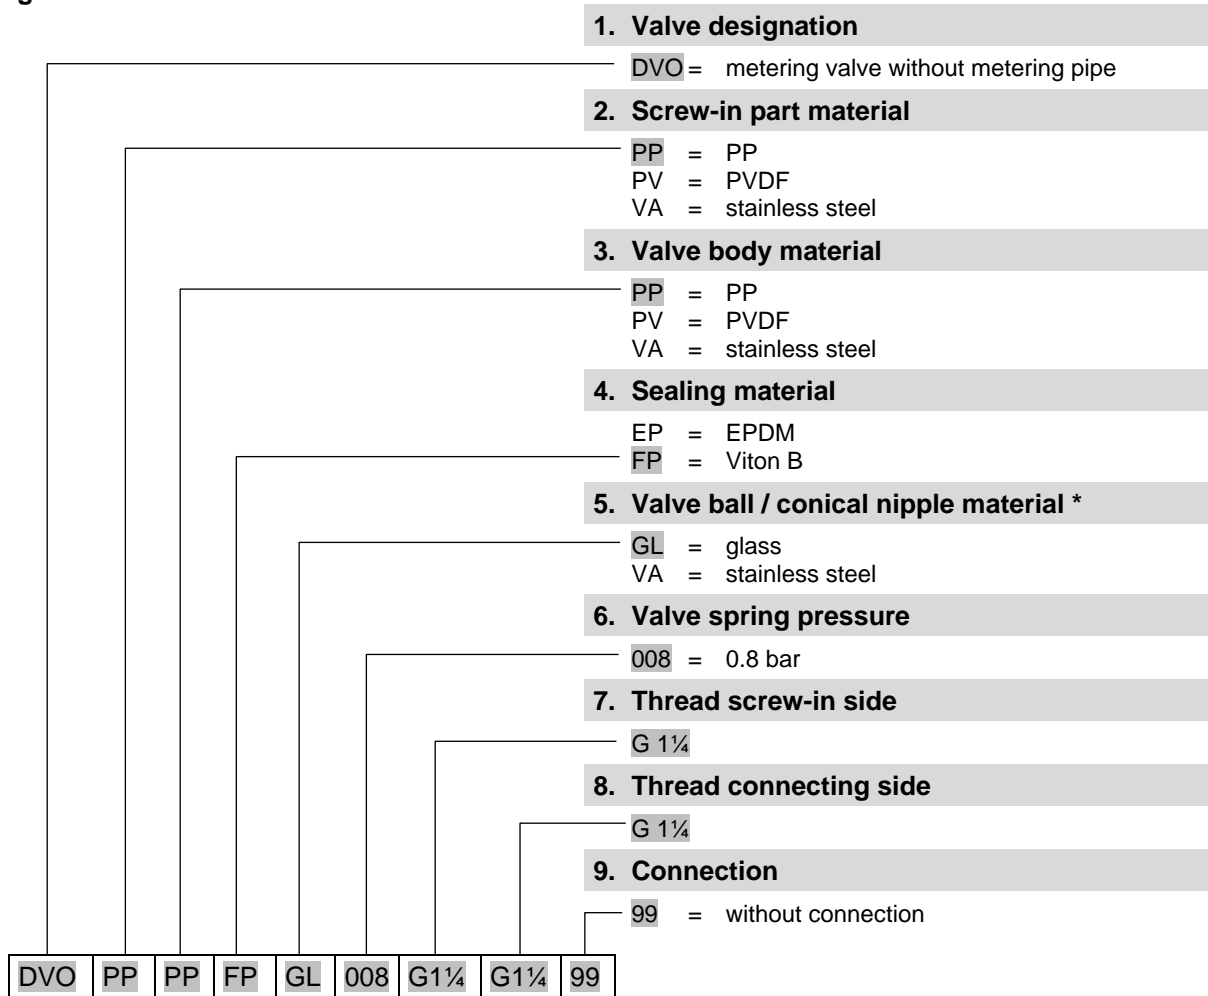 1. Valve designation
DVO = metering valve without metering pipe
2. Screw-in part material
PP = PP
PV = PVDF
VA = stainless steel
3. Valve body material
PP = PP
PV = PVDF
VA = stainless steel
4. Sealing material
EP = EPDM
FP = Viton B
5. Valve ball / conical nipple material *
GL = glass
VA = stainless steel
6. Valve spring pressure
008 = 0.8 bar
7. Thread screw-in side
G 1¼
8. Thread connecting side
G 1¼
9. Connection
99 = without connection
DVO PP PP FP GL 008 G1¼ G1¼ 99